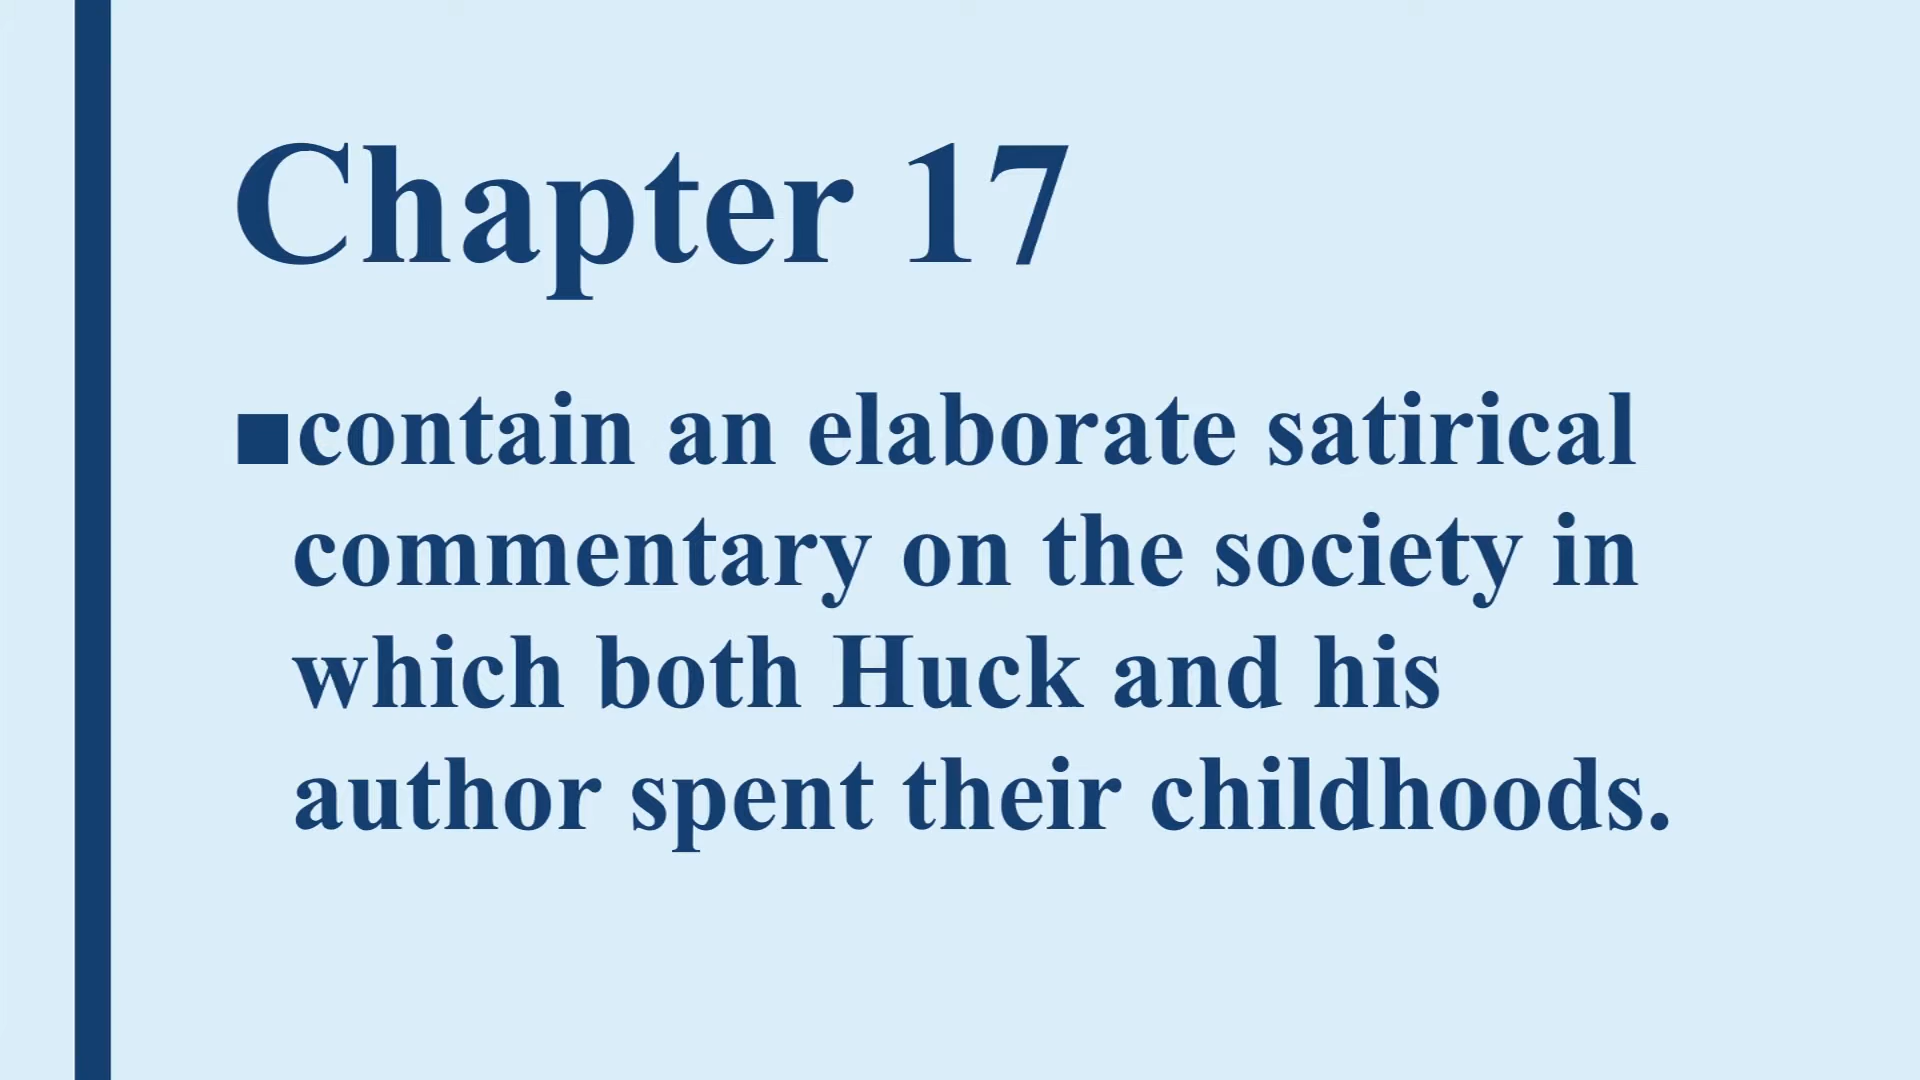 Chapter 17
■contain an elaborate satirical
commentary on the society in
which both Huck and his
author spent their childhoods.